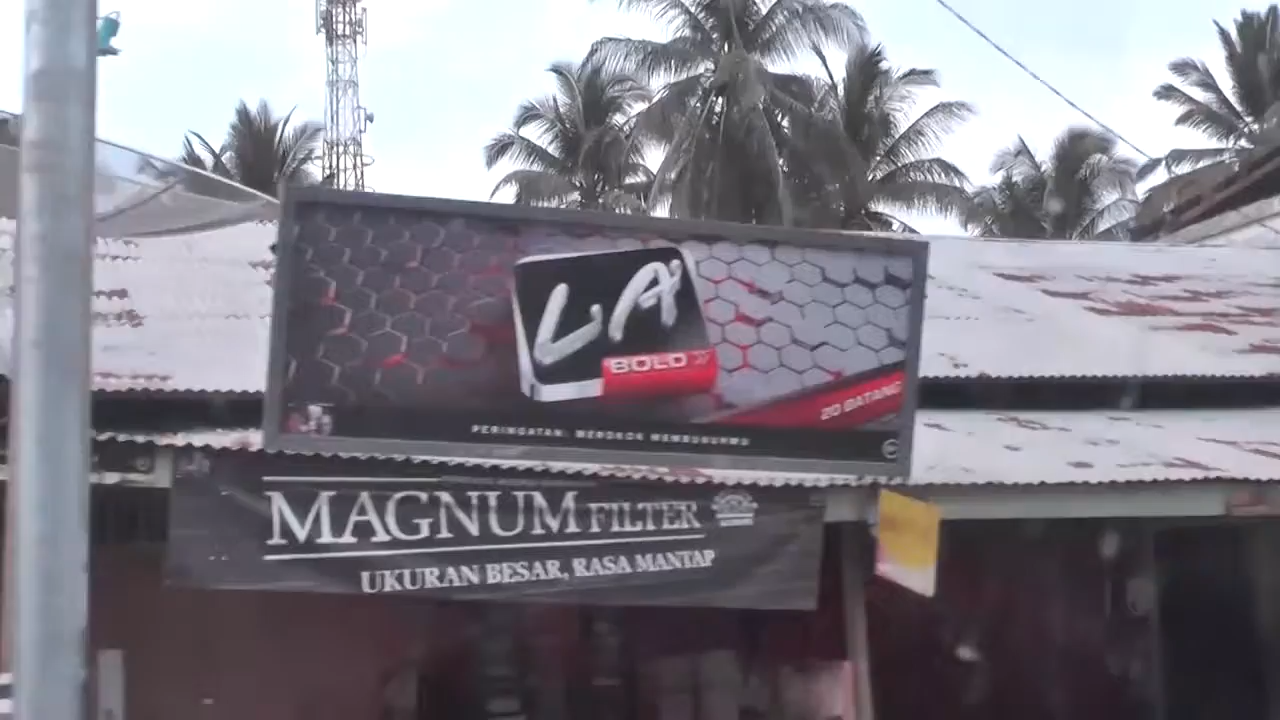 LA
BOLD
20 BATANG
PERINGATAN: MEROKOK MEMBUNUHMU
MAGNUM FILTER
UKURAN BESAR, RASA MANTAP